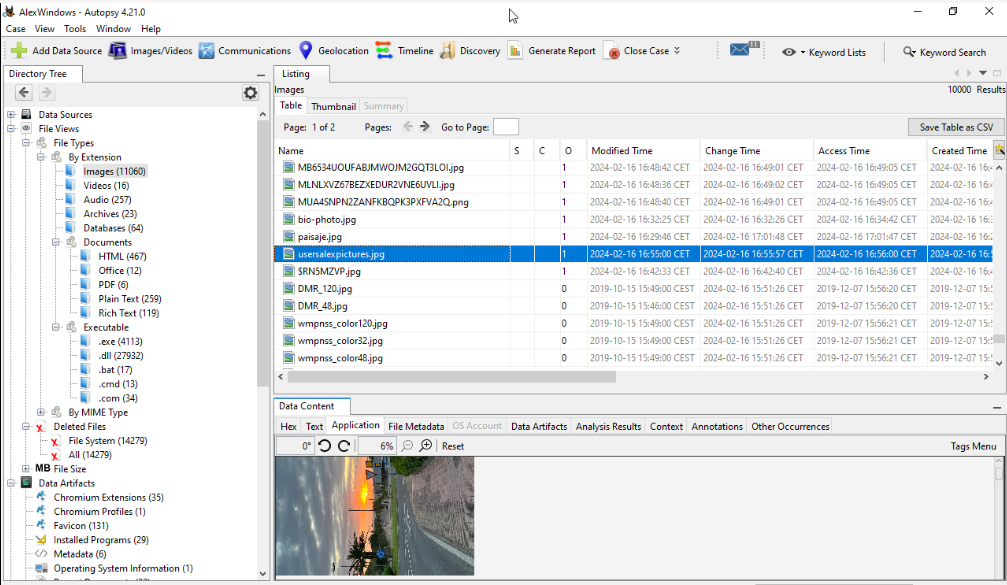 AlexWindows - Autopsy 4.21.0
Case View Tools Window Help
Add Data Source Images/Videos Communications Geolocation Timeline Discovery Generate Report Close Case Keyword Lists Keyword Search
Directory Tree
Data Sources
File Views
File Types
By Extension
Images (11060)
Videos (16)
Audio (257)
Archives (23)
Databases (64)
Documents
HTML (467)
Office (12)
PDF (6)
Plain Text (259)
Rich Text (119)
Executable
.exe (4113)
.dll (27932)
.bat (17)
.cmd (13)
.com (34)
By MIME Type
Deleted Files
File System (14279)
All (14279)
MB File Size
Data Artifacts
Chromium Extensions (35)
Chromium Profiles (1)
Favicon (131)
Installed Programs (29)
Metadata (6)
Operating System Information (1)
Listing
Images
10000 Results
Table Thumbnail Summary
Page: 1 of 2 Pages: Go to Page: Save Table as CSV
Name S C O Modified Time Change Time Access Time Created Time
MB6534UOUFABJMWOJM2GQT3LOI.jpg 1 2024-02-16 16:48:42 CET 2024-02-16 16:49:01 CET 2024-02-16 16:49:05 CET 2024-02-16 16:4
MLNLXVZ67BEZXEDUR2VNE6UVLI.jpg 1 2024-02-16 16:48:36 CET 2024-02-16 16:49:02 CET 2024-02-16 16:49:05 CET 2024-02-16 16:4
MUA4SNPN2ZANFKBQPK3PXFVA2Q.png 1 2024-02-16 16:48:40 CET 2024-02-16 16:49:01 CET 2024-02-16 16:49:05 CET 2024-02-16 16:4
bio-photo.jpg 1 2024-02-16 16:32:25 CET 2024-02-16 16:32:26 CET 2024-02-16 16:34:42 CET 2024-02-16 16:
paisaje.jpg 1 2024-02-16 16:29:46 CET 2024-02-16 17:01:48 CET 2024-02-16 17:01:47 CET 2024-02-16 16:
usersalexpictures.jpg 1 2024-02-16 16:55:00 CET 2024-02-16 16:55:57 CET 2024-02-16 16:56:00 CET 2024-02-16 16:
$RN5MZVP.jpg 1 2024-02-16 16:42:33 CET 2024-02-16 16:42:40 CET 2024-02-16 16:42:36 CET 2024-02-16 16:4
DMR_120.jpg 0 2019-10-15 15:49:00 CEST 2024-02-16 15:51:26 CET 2019-12-07 15:56:20 CET 2019-12-07 15:
DMR_48.jpg 0 2019-10-15 15:49:00 CEST 2024-02-16 15:51:26 CET 2019-12-07 15:56:20 CET 2019-12-07 15:
wmpnss_color120.jpg 0 2019-10-15 15:49:00 CEST 2024-02-16 15:51:26 CET 2019-12-07 15:56:21 CET 2019-12-07 15:
wmpnss_color32.jpg 0 2019-10-15 15:49:00 CEST 2024-02-16 15:51:26 CET 2019-12-07 15:56:21 CET 2019-12-07 15:
wmpnss_color48.jpg 0 2019-10-15 15:49:00 CEST 2024-02-16 15:51:26 CET 2019-12-07 15:56:21 CET 2019-12-07 15:
Data Content
Hex Text Application File Metadata OS Account Data Artifacts Analysis Results Context Annotations Other Occurrences
0° 6% Reset Tags Menu